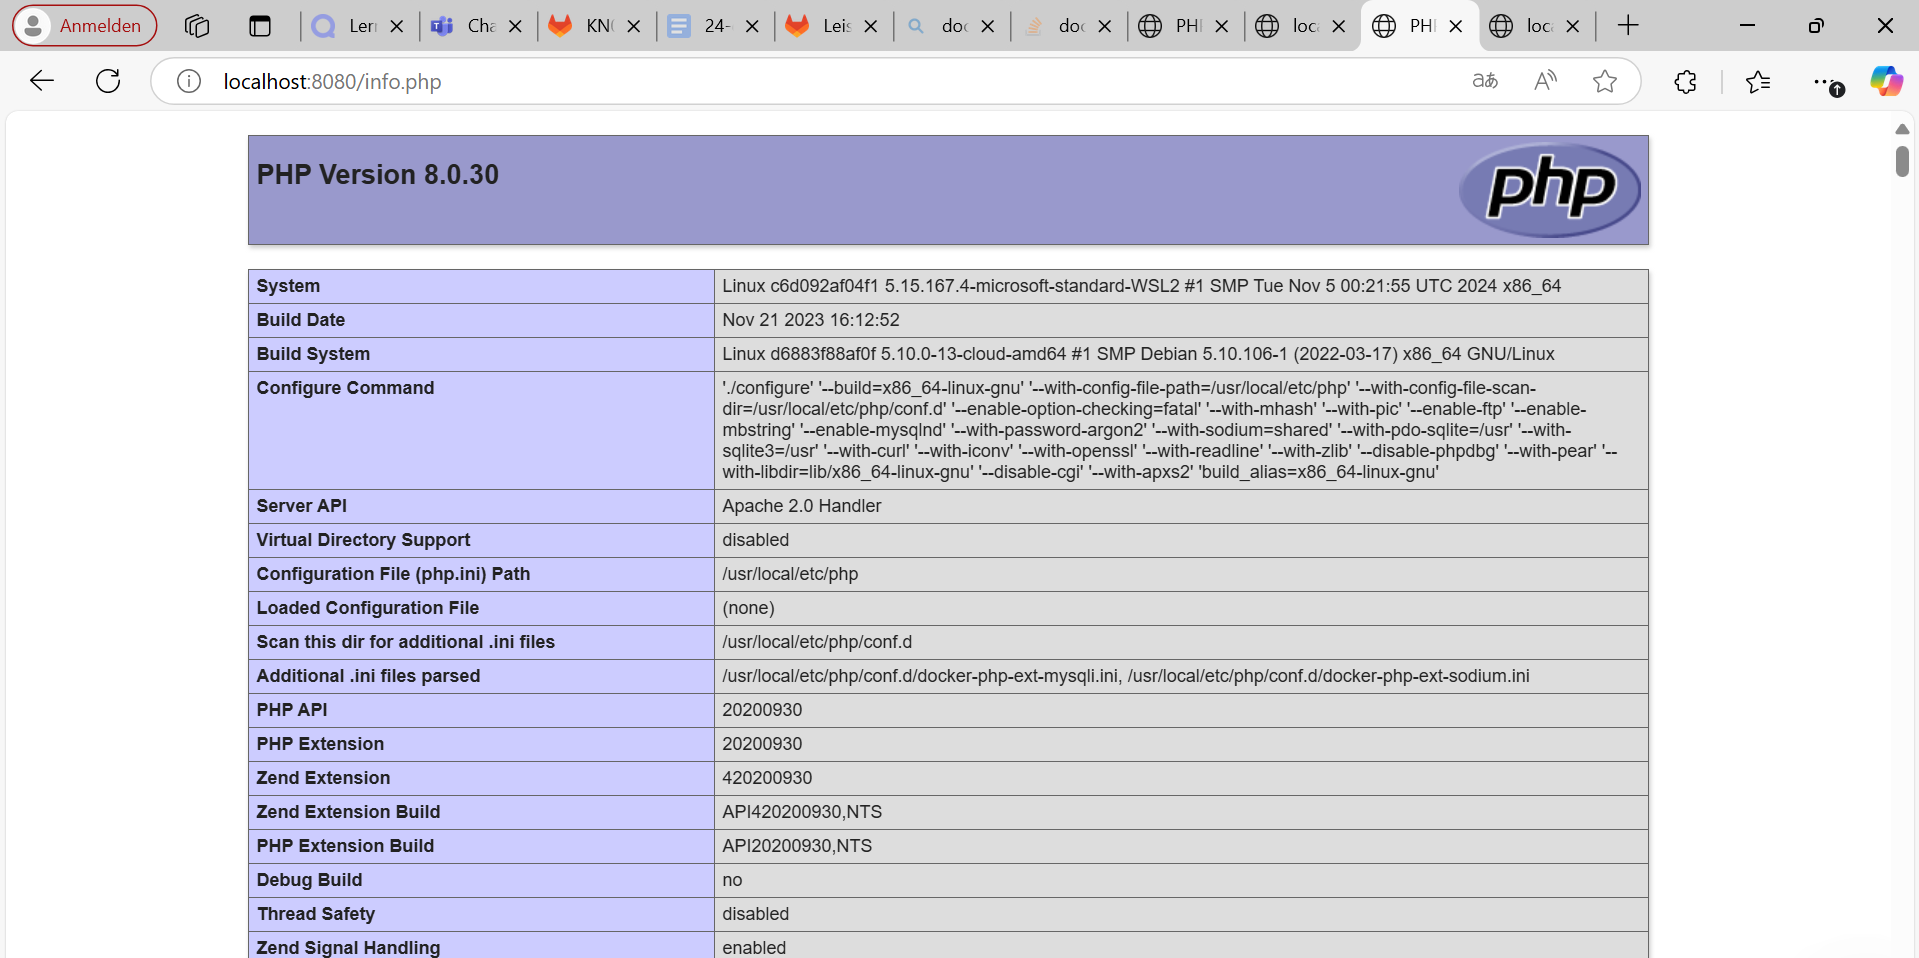 Anmelden
Ler
Cha
KN
24-
Leis
doc
doc
PH
loca
PH
loca
localhost:8080/info.php
aあ
PHP Version 8.0.30
php
System Linux c6d092af04f1 5.15.167.4-microsoft-standard-WSL2 #1 SMP Tue Nov 5 00:21:55 UTC 2024 x86_64
Build Date Nov 21 2023 16:12:52
Build System Linux d6883f88af0f 5.10.0-13-cloud-amd64 #1 SMP Debian 5.10.106-1 (2022-03-17) x86_64 GNU/Linux
Configure Command './configure' '--build=x86_64-linux-gnu' '--with-config-file-path=/usr/local/etc/php' '--with-config-file-scan-
dir=/usr/local/etc/php/conf.d' '--enable-option-checking=fatal' '--with-mhash' '--with-pic' '--enable-ftp' '--enable-
mbstring' '--enable-mysqlnd' '--with-password-argon2' '--with-sodium=shared' '--with-pdo-sqlite=/usr' '--with-
sqlite3=/usr' '--with-curl' '--with-iconv' '--with-openssl' '--with-readline' '--with-zlib' '--disable-phpdbg' '--with-pear' '--
with-libdir=lib/x86_64-linux-gnu' '--disable-cgi' '--with-apxs2' 'build_alias=x86_64-linux-gnu'
Server API Apache 2.0 Handler
Virtual Directory Support disabled
Configuration File (php.ini) Path /usr/local/etc/php
Loaded Configuration File (none)
Scan this dir for additional .ini files /usr/local/etc/php/conf.d
Additional .ini files parsed /usr/local/etc/php/conf.d/docker-php-ext-mysqli.ini, /usr/local/etc/php/conf.d/docker-php-ext-sodium.ini
PHP API 20200930
PHP Extension 20200930
Zend Extension 420200930
Zend Extension Build API420200930,NTS
PHP Extension Build API20200930,NTS
Debug Build no
Thread Safety disabled
Zend Signal Handling enabled